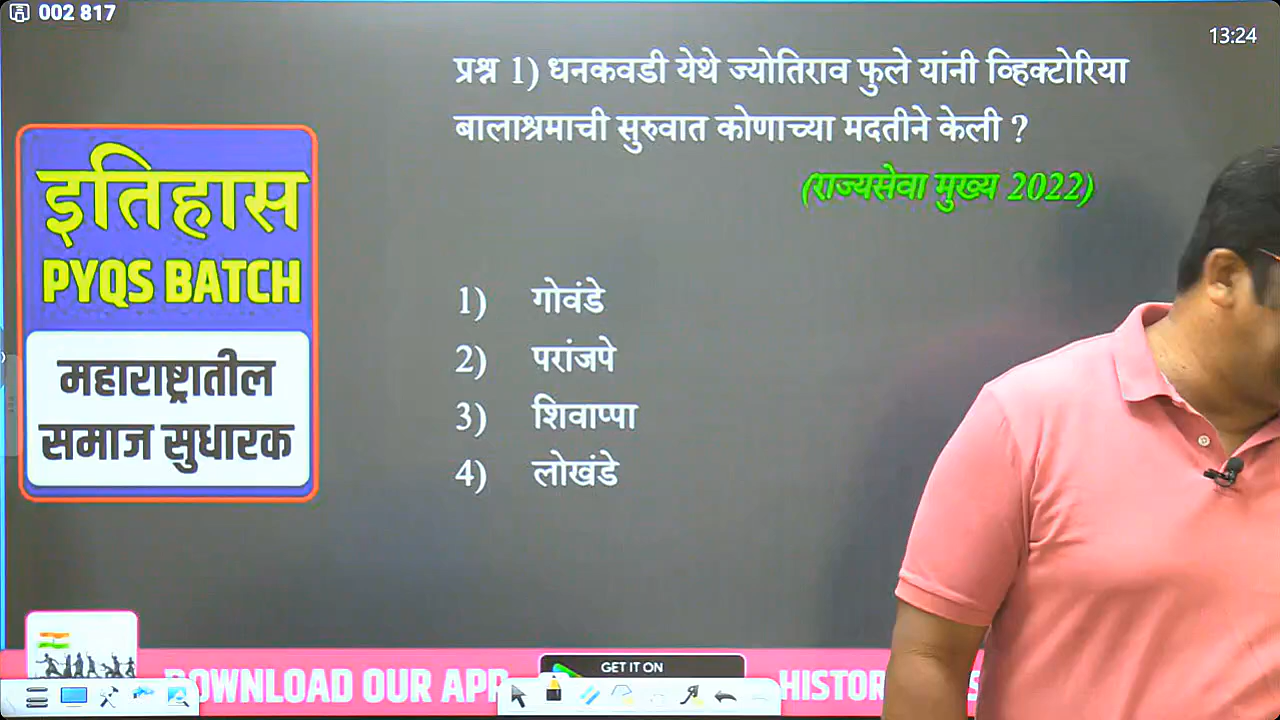 002 817
13:24
प्रश्न 1) धनकवडी येथे ज्योतिराव फुले यांनी व्हिक्टोरिया
बालाश्रमाची सुरुवात कोणाच्या मदतीने केली ?
(राज्यसेवा मुख्य 2022)
इतिहास
PYQS BATCH
महाराष्ट्रातील
समाज सुधारक
1) गोवंडे
2) परांजपे
3) शिवाप्पा
4) लोखंडे
DOWNLOAD OUR APP
GET IT ON